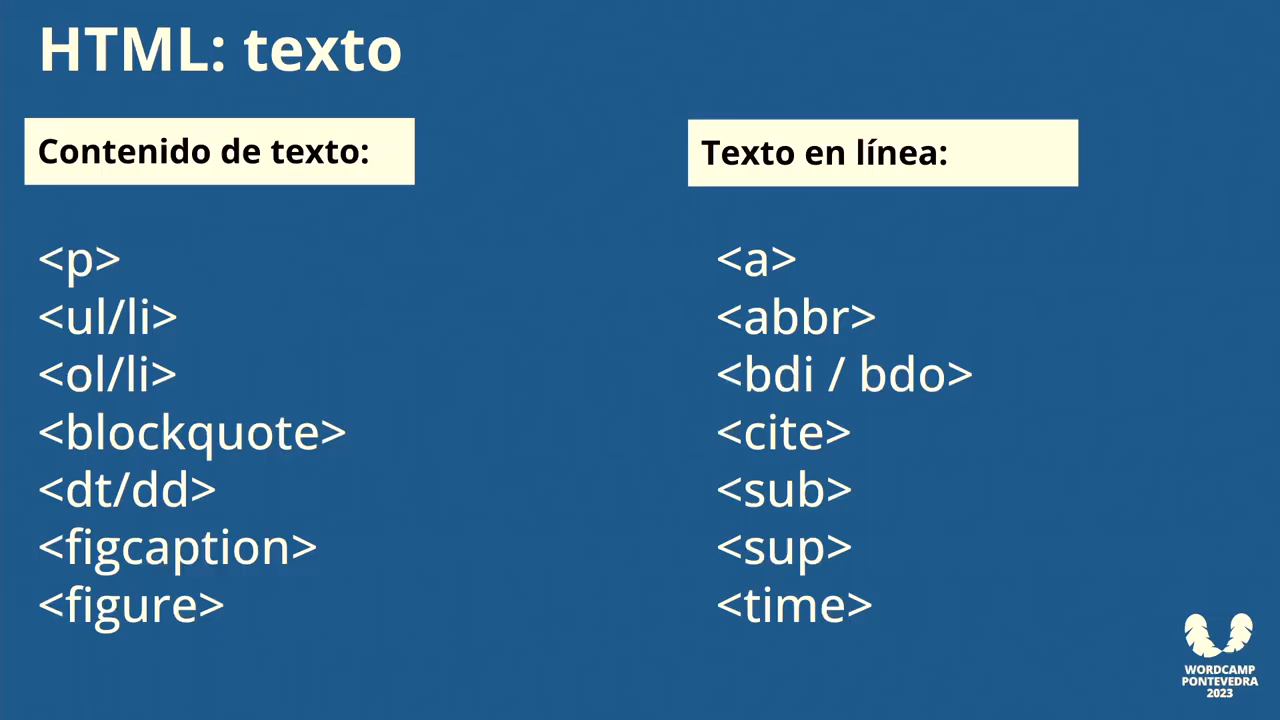 HTML: texto
Contenido de texto:
<p>
<ul/li>
<ol/li>
<blockquote>
<dt/dd>
<figcaption>
<figure>
Texto en línea:
<a>
<abbr>
<bdi / bdo>
<cite>
<sub>
<sup>
<time>
WORDCAMP
PONTEVEDRA
2023